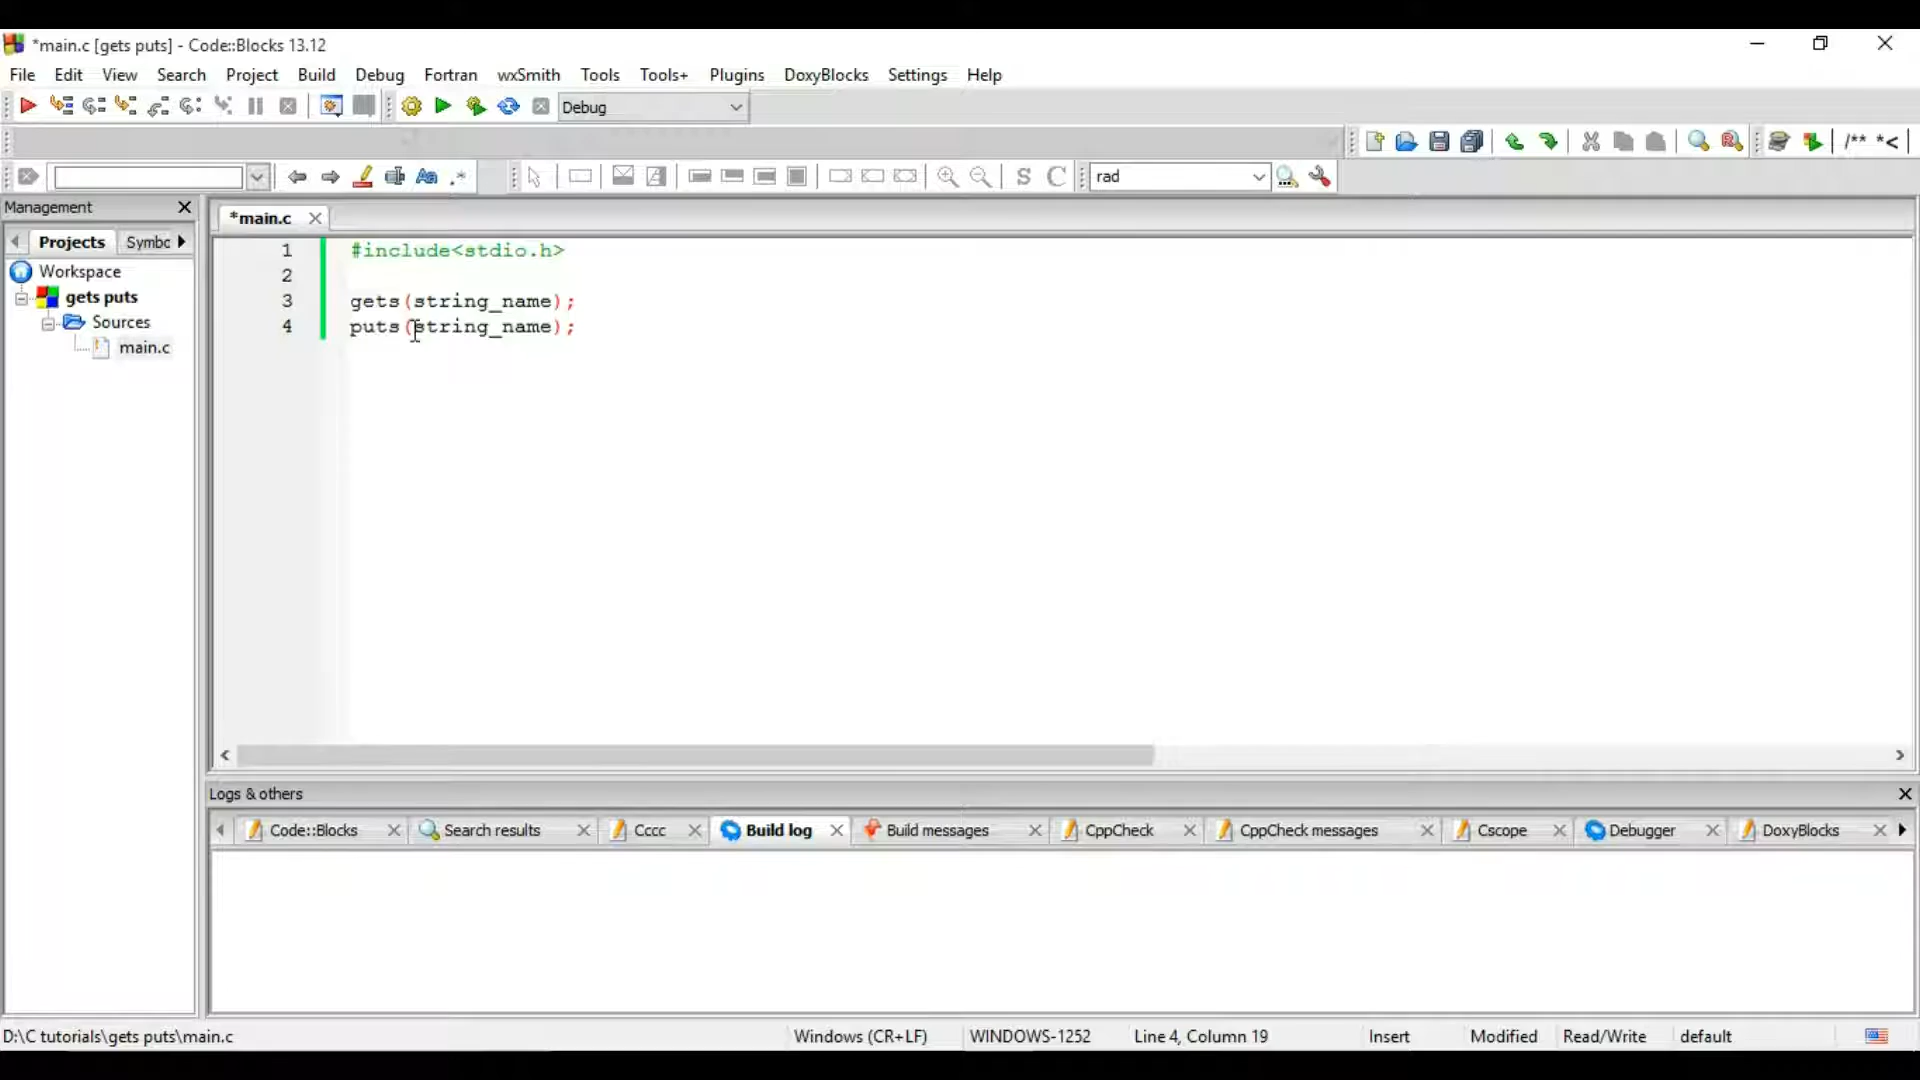 *main.c [gets puts] - Code::Blocks 13.12
File Edit View Search Project Build Debug Fortran wxSmith Tools Tools+ Plugins DoxyBlocks Settings Help
Debug
/** *<
Aa .* S C rad
Management
*main.c
Projects Symbc
Workspace
gets puts
Sources
main.c
1 #include<stdio.h>
2
3 gets(string_name);
4 puts(string_name);
Logs & others
Code::Blocks Search results Cccc Build log Build messages CppCheck CppCheck messages Cscope Debugger DoxyBlocks
D:\C tutorials\gets puts\main.c Windows (CR+LF) WINDOWS-1252 Line 4, Column 19 Insert Modified Read/Write default